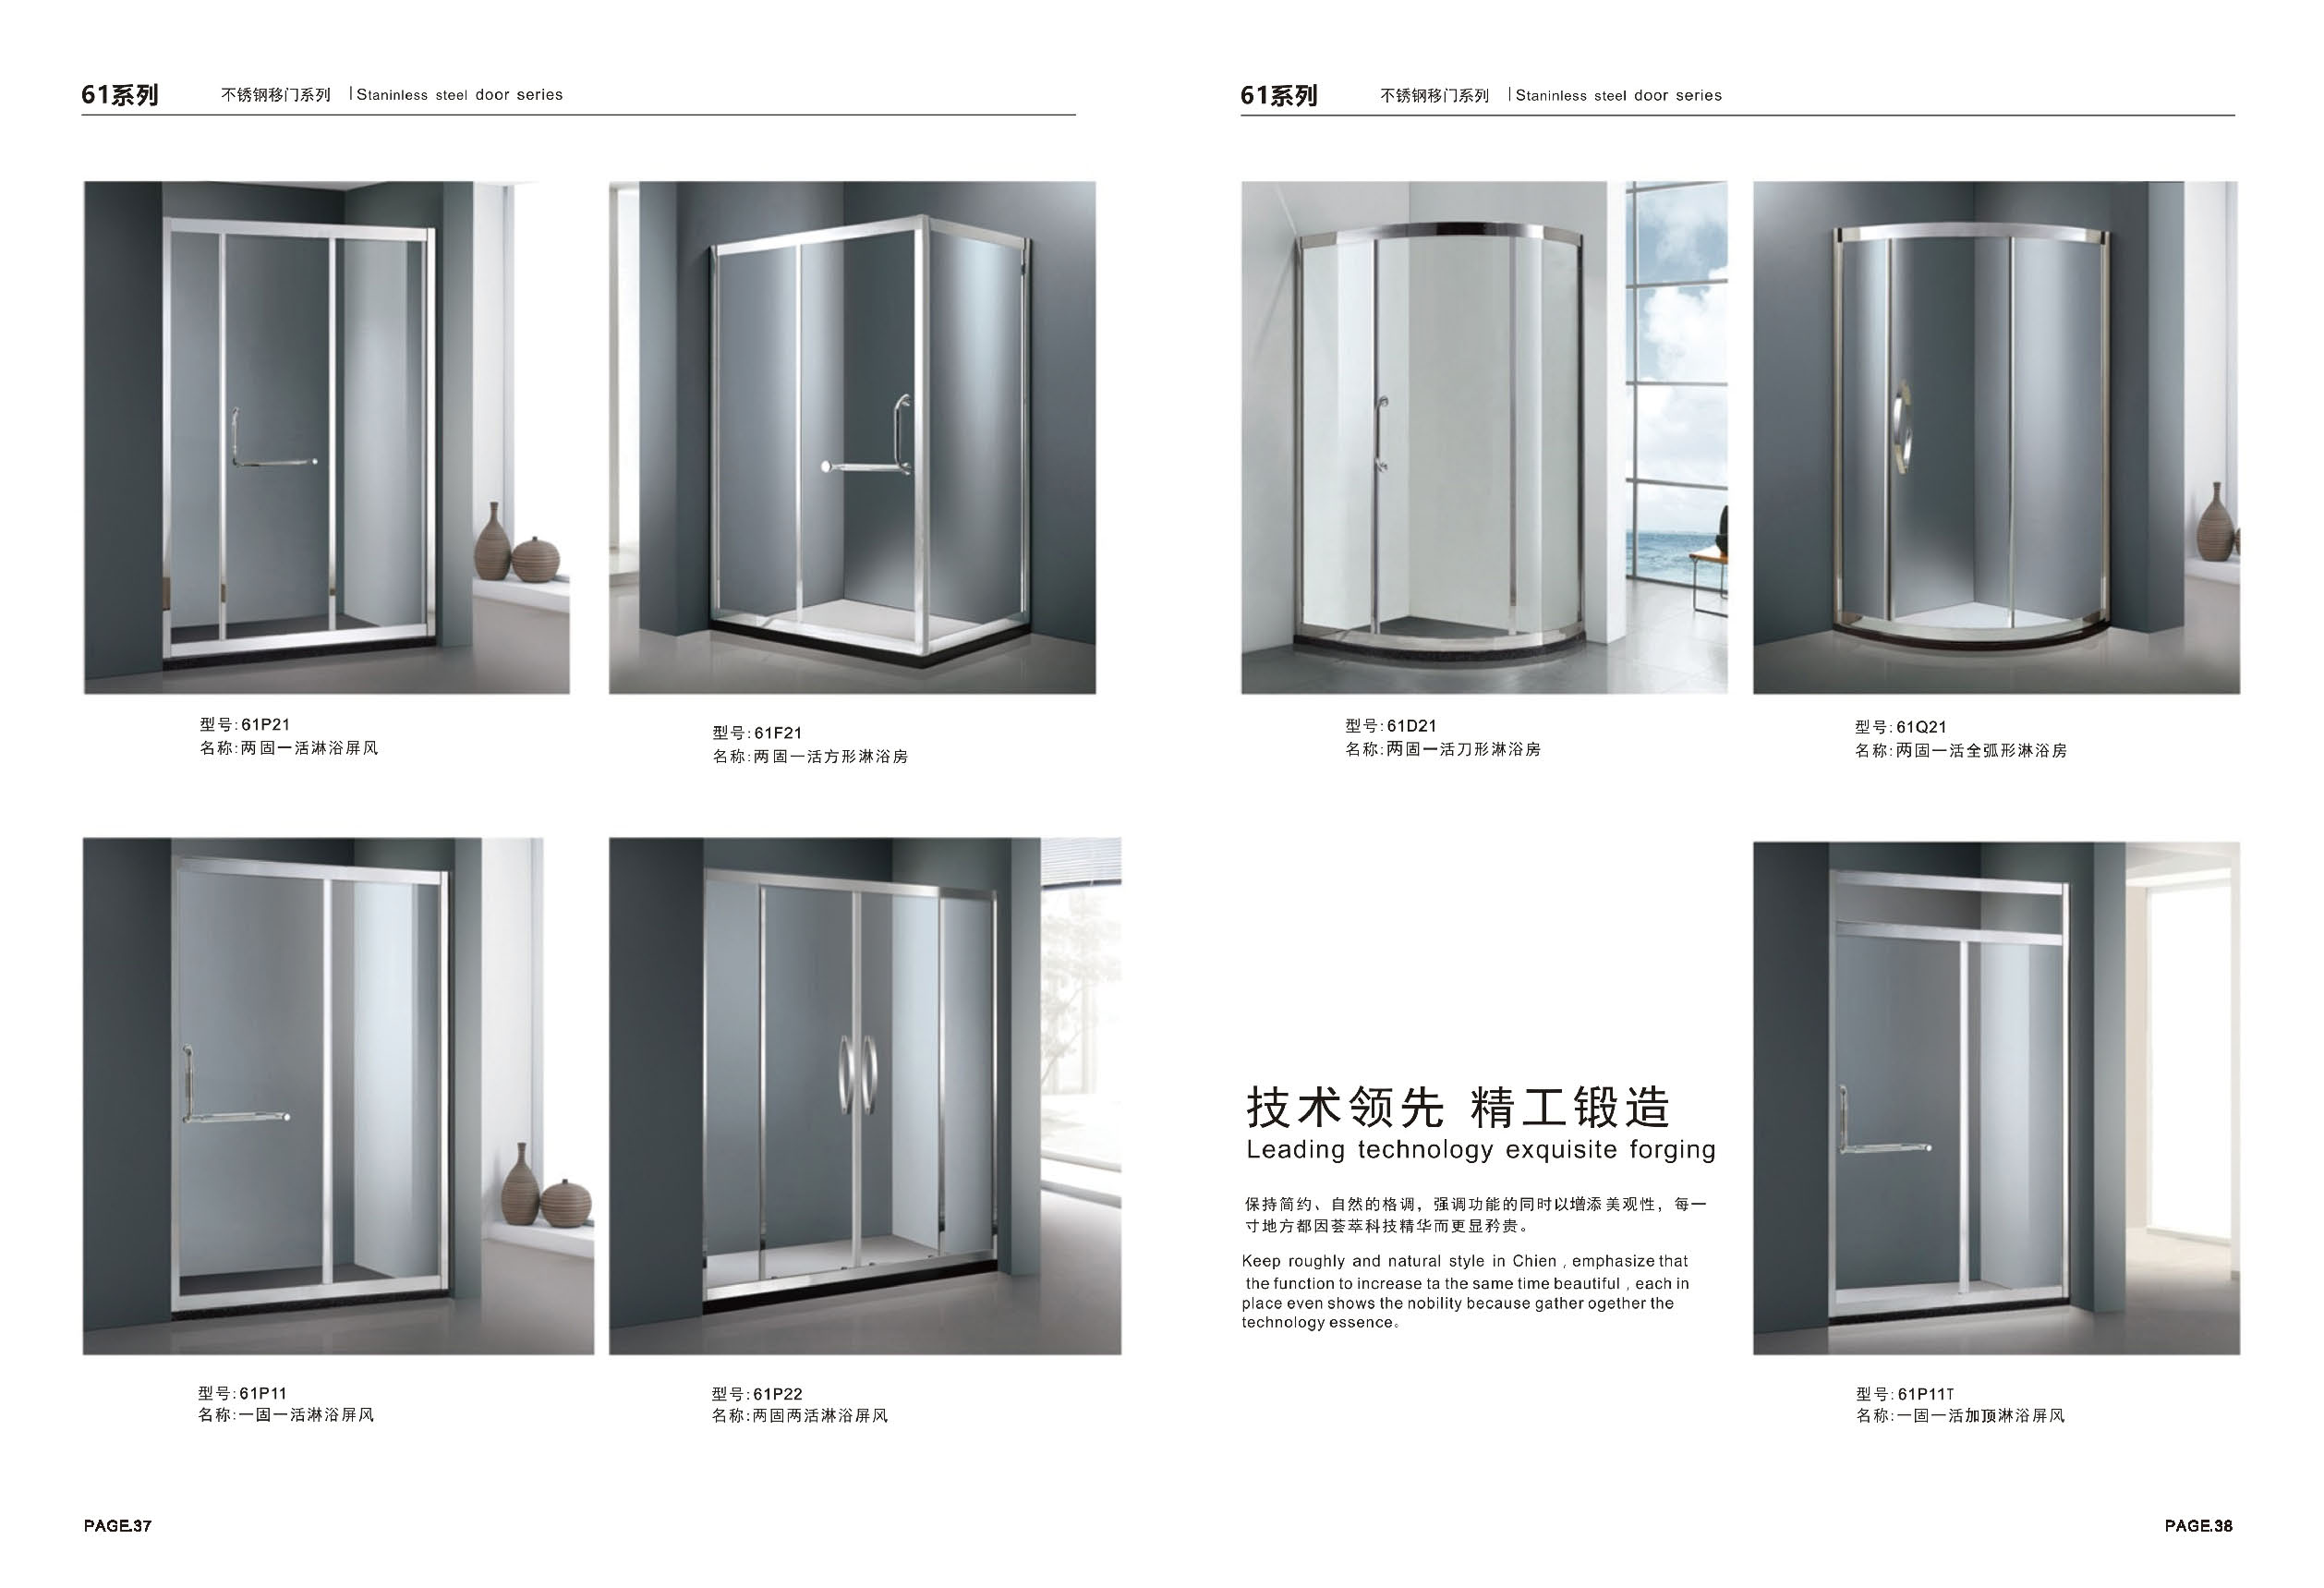 61系列 不锈钢移门系列 | Staninless steel door series
型号:61P21
名称:两固一活淋浴屏风
型号:61F21
名称:两固一活方形淋浴房
型号:61P11
名称:一固一活淋浴屏风
型号:61P22
名称:两固两活淋浴屏风
PAGE.37
61系列 不锈钢移门系列 | Staninless steel door series
型号:61D21
名称:两固一活刀形淋浴房
型号:61Q21
名称:两固一活全弧形淋浴房
技术领先 精工锻造
Leading technology exquisite forging
保持简约、自然的格调，强调功能的同时以增添美观性，每一
寸地方都因荟萃科技精华而更显矜贵。
Keep roughly and natural style in Chien , emphasize that
the function to increase ta the same time beautiful , each in
place even shows the nobility because gather ogether the
technology essence。
型号:61P11T
名称:一固一活加顶淋浴屏风
PAGE.38